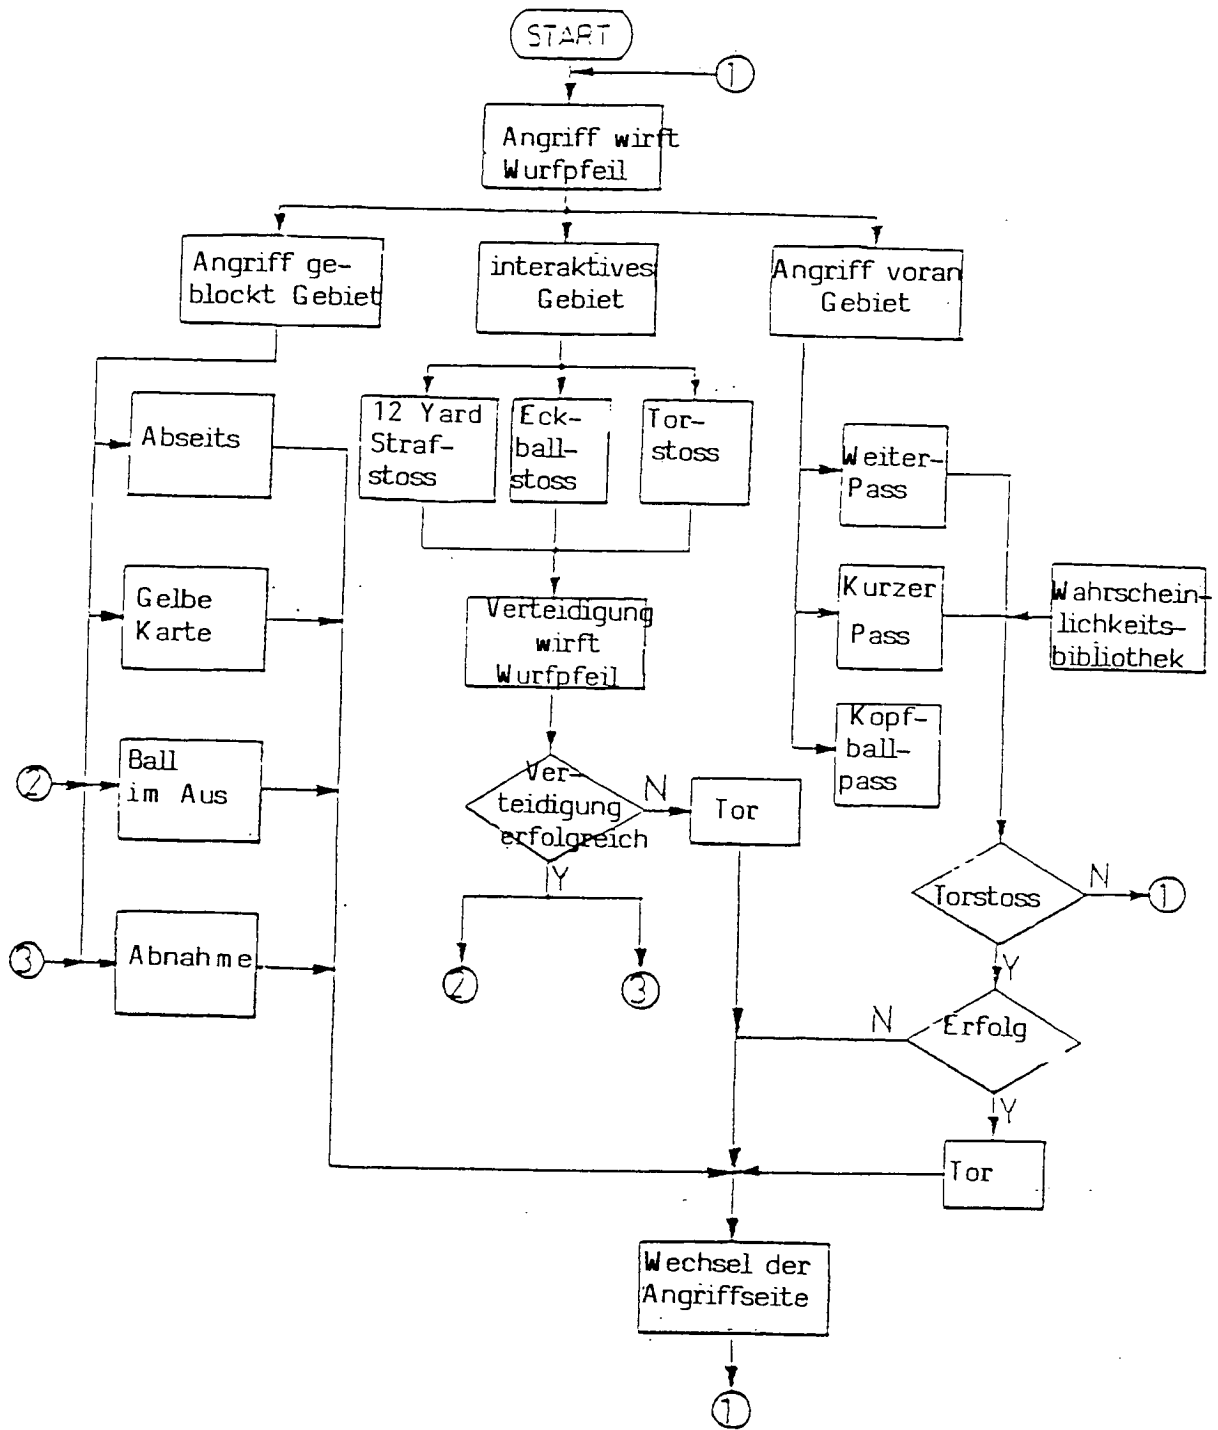 START
1
Angriff wirft
Wurfpfeil
Angriff ge-
blockt Gebiet
interaktives
Gebiet
Angriff voran
Gebiet
Abseits
12 Yard
Straf-
stoss
Eck-
ball-
stoss
Tor-
stoss
Weiter-
Pass
Gelbe
Karte
Verteidigung
wirft
Wurfpfeil
Kurzer
Pass
Wahrschein-
lichkeits-
bibliothek
Kopf-
ball-
pass
2
Ball
im Aus
Ver-
teidigung
erfolgreich
N
Tor
Y
Torstoss
N
1
3
Abnahme
2
3
Y
Erfolg
N
Y
Tor
Wechsel der
Angriffseite
1